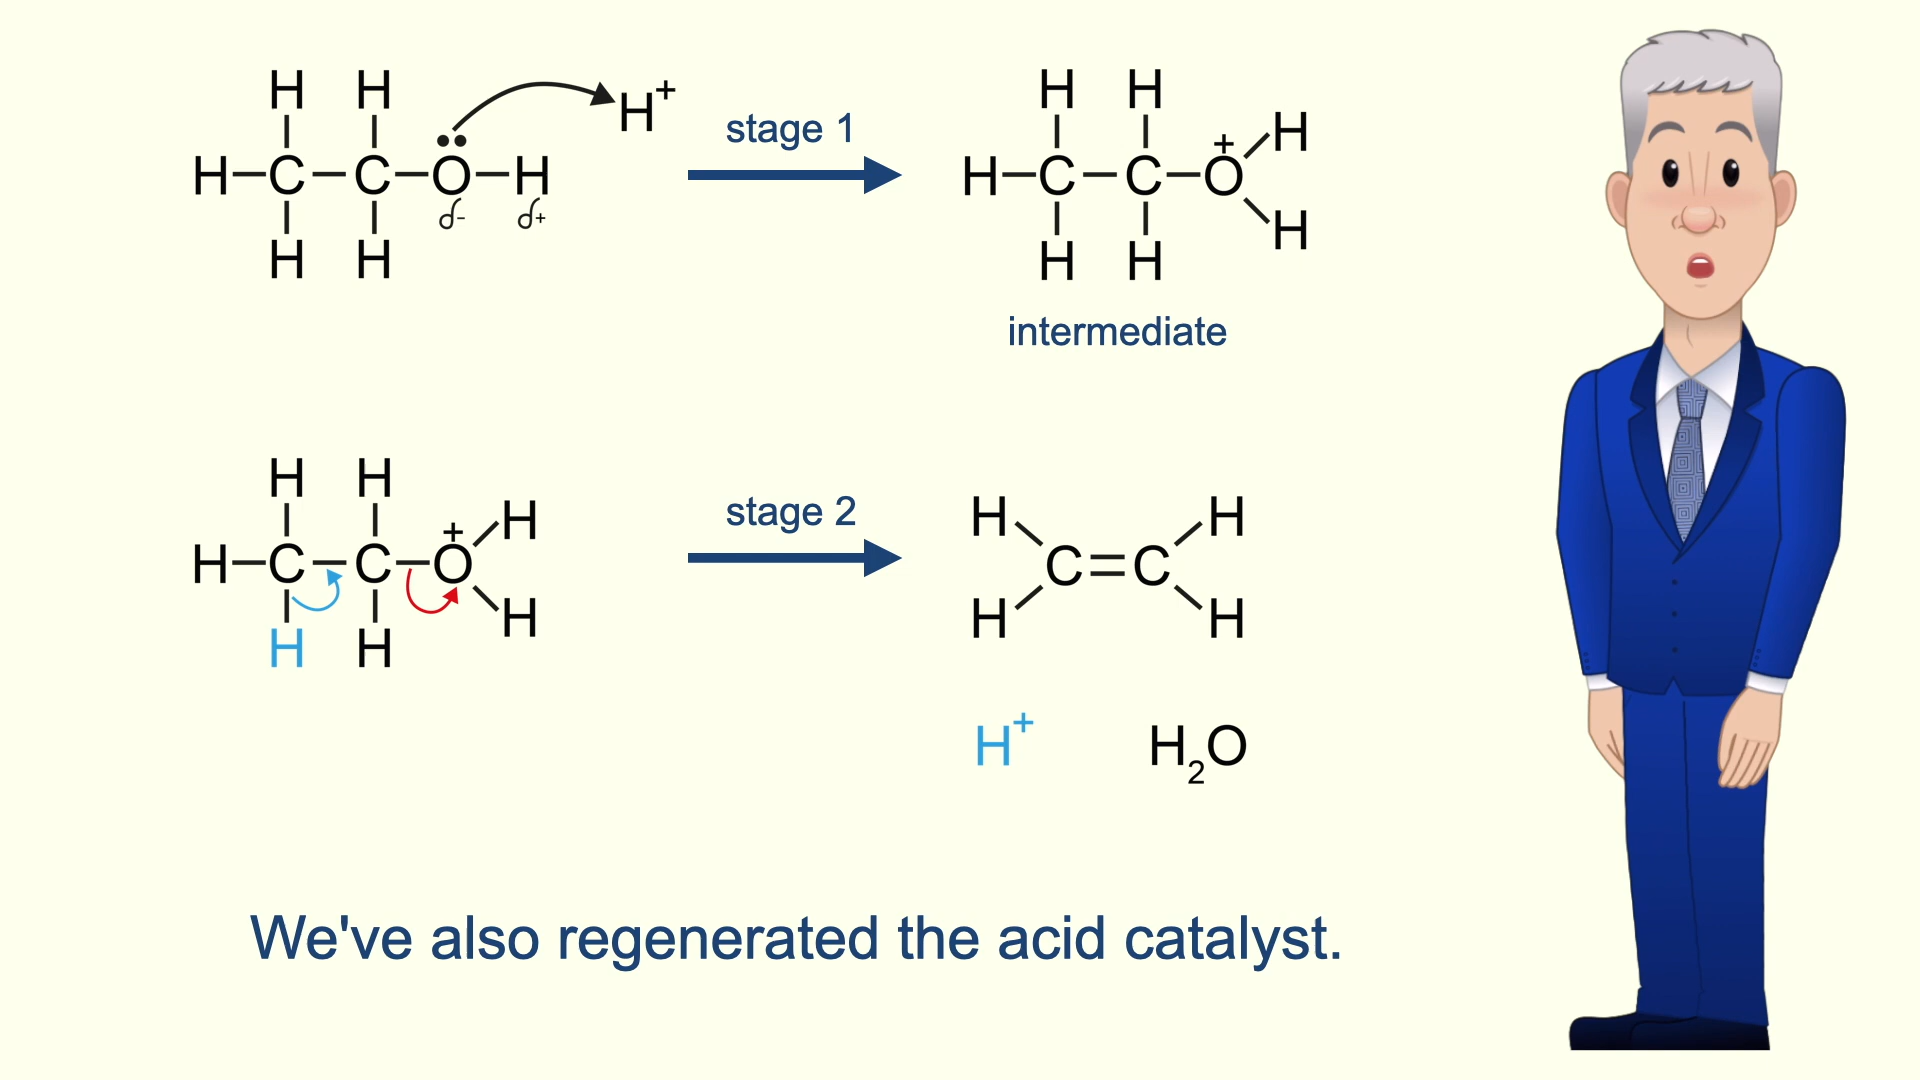 H H H+
H C C O H
δ- δ+
H H
stage 1
H H H
H C C O+
H H H
intermediate
H H H
H C C O+
H H H
stage 2
H H
C=C
H H
H+ H2O
We've also regenerated the acid catalyst.